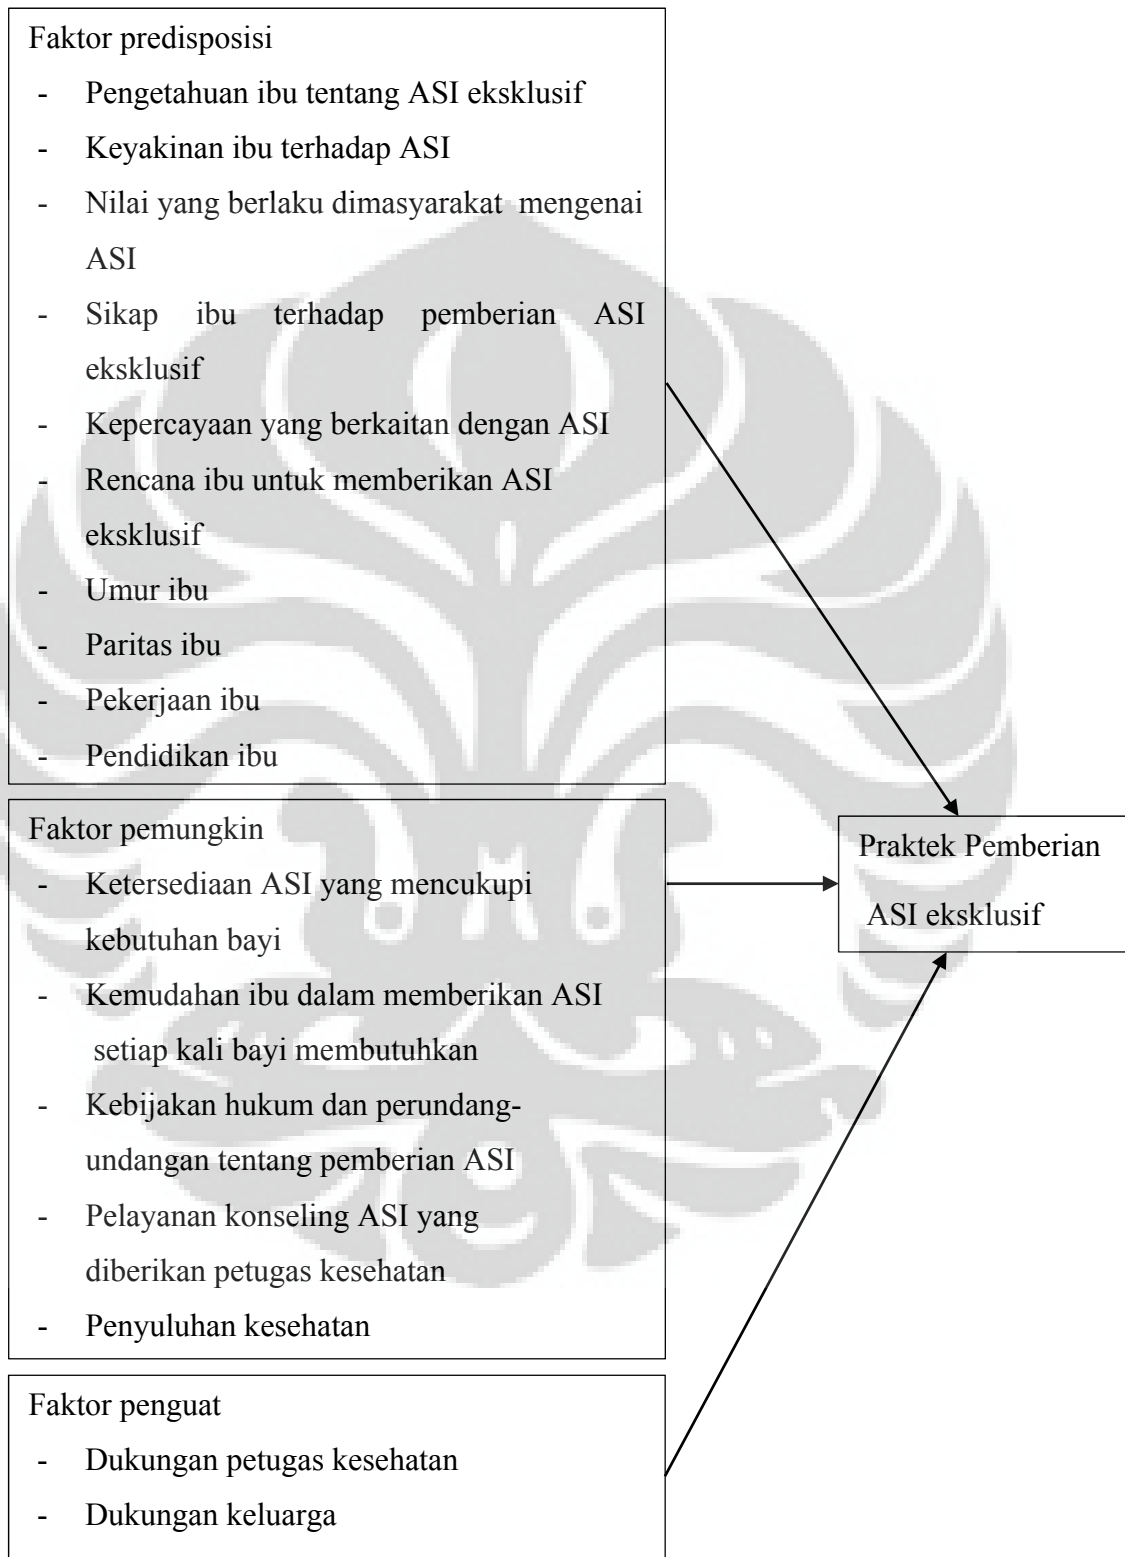 Faktor predisposisi
- Pengetahuan ibu tentang ASI eksklusif
- Keyakinan ibu terhadap ASI
- Nilai yang berlaku dimasyarakat mengenai
ASI
- Sikap ibu terhadap pemberian ASI
eksklusif
- Kepercayaan yang berkaitan dengan ASI
- Rencana ibu untuk memberikan ASI
eksklusif
- Umur ibu
- Paritas ibu
- Pekerjaan ibu
- Pendidikan ibu
Faktor pemungkin
- Ketersediaan ASI yang mencukupi
kebutuhan bayi
- Kemudahan ibu dalam memberikan ASI
setiap kali bayi membutuhkan
- Kebijakan hukum dan perundang-
undangan tentang pemberian ASI
- Pelayanan konseling ASI yang
diberikan petugas kesehatan
- Penyuluhan kesehatan
Faktor penguat
- Dukungan petugas kesehatan
- Dukungan keluarga
Praktek Pemberian
ASI eksklusif